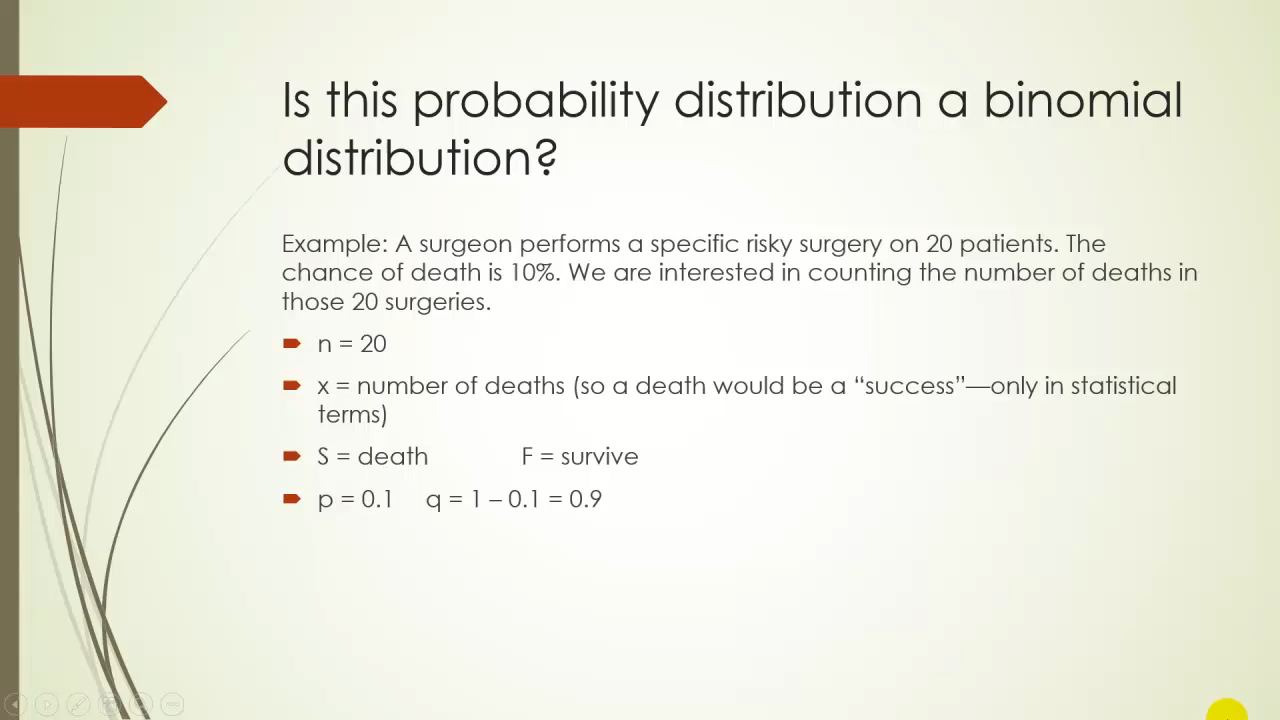 Is this probability distribution a binomial
distribution?
Example: A surgeon performs a specific risky surgery on 20 patients. The
chance of death is 10%. We are interested in counting the number of deaths in
those 20 surgeries.
n = 20
x = number of deaths (so a death would be a “success”—only in statistical
terms)
S = death F = survive
p = 0.1 q = 1 – 0.1 = 0.9